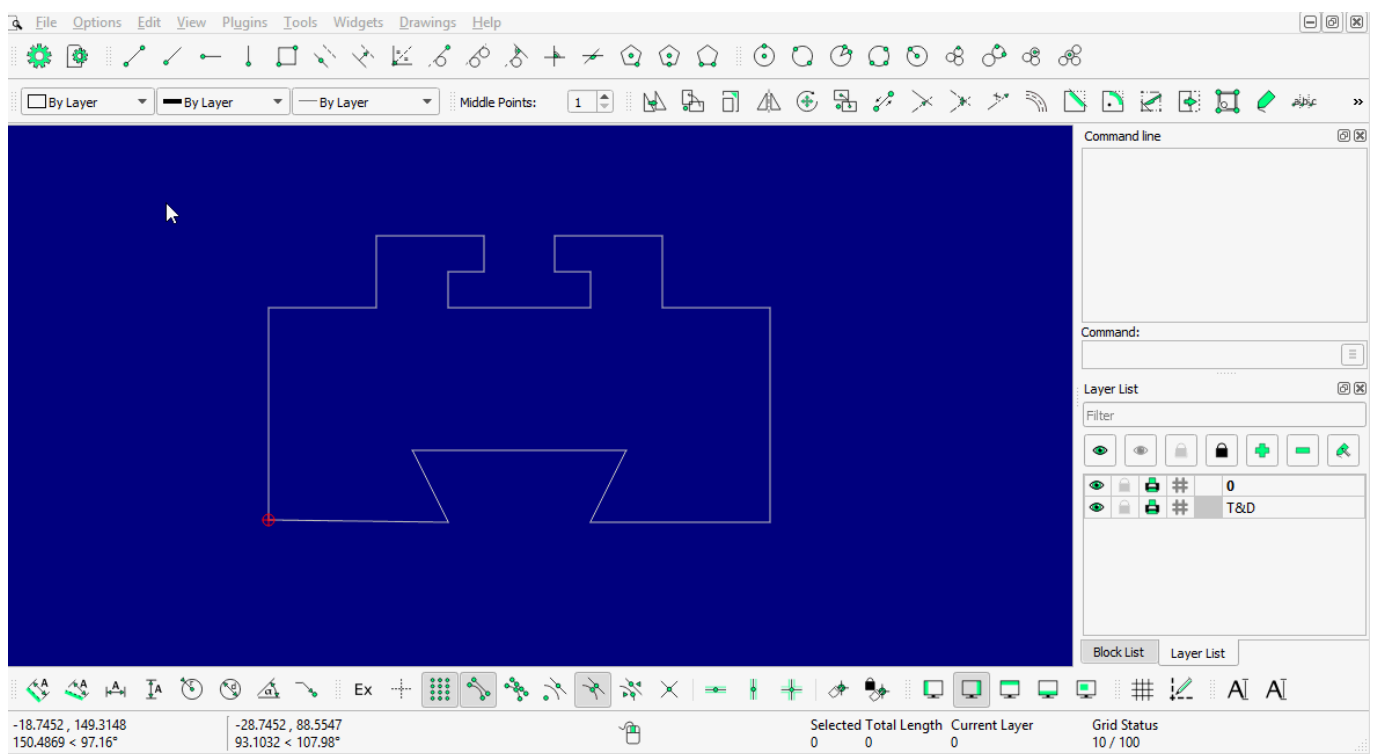 File Options Edit View Plugins Tools Widgets Drawings Help
By Layer By Layer By Layer Middle Points: 1 »
Command line
Command:
Layer List
Filter
0
T&D
Block List Layer List
Ex AI AI
-18.7452 , 149.3148 -28.7452 , 88.5547 Selected Total Length Current Layer Grid Status
150.4869 < 97.16° 93.1032 < 107.98° 0 0 0 10 / 100